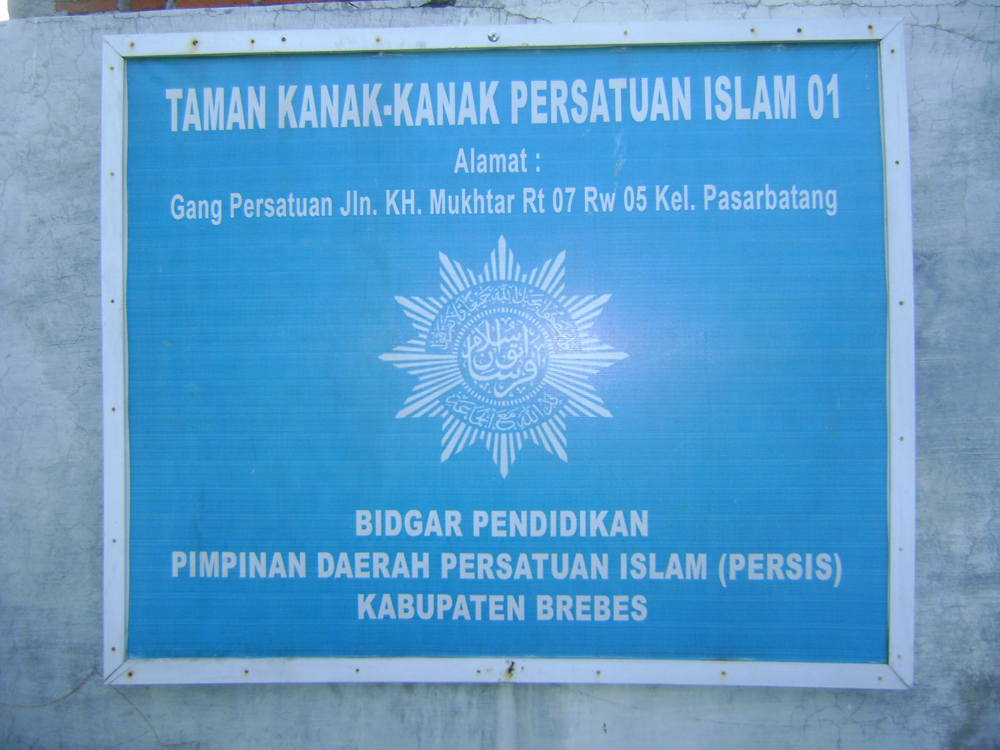 TAMAN KANAK-KANAK PERSATUAN ISLAM 01
Alamat :
Gang Persatuan Jln. KH. Mukhtar Rt 07 Rw 05 Kel. Pasarbatang
BIDGAR PENDIDIKAN
PIMPINAN DAERAH PERSATUAN ISLAM (PERSIS)
KABUPATEN BREBES